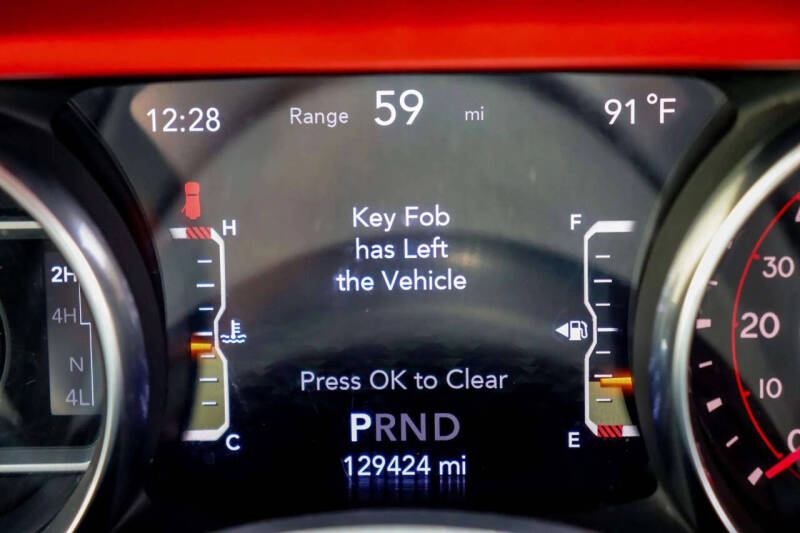 12:28 Range 59 mi 91°F
H
Key Fob
has Left
the Vehicle
F
2H
4H
N
4L
C
Press OK to Clear
PRND
129424 mi
E
30
20
10
0